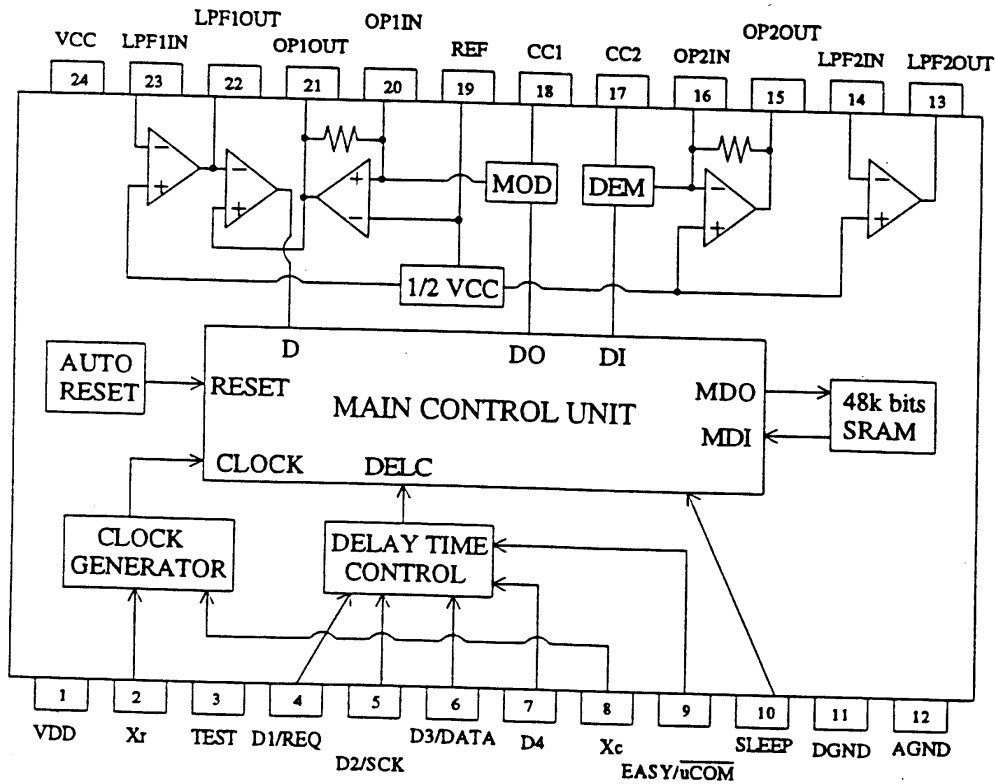 LPF1OUT
OP1IN
OP2OUT
VCC
LPF1IN
OP1OUT
REF
CC1
CC2
OP2IN
LPF2IN
LPF2OUT
24
23
22
21
20
19
18
17
16
15
14
13
−
+
−
+
+
−
MOD
DEM
−
+
−
+
1/2 VCC
D
DO
DI
AUTO
RESET
RESET
MAIN CONTROL UNIT
MDO
MDI
48k bits
SRAM
CLOCK
DELC
CLOCK
GENERATOR
DELAY TIME
CONTROL
1
2
3
4
5
6
7
8
9
10
11
12
VDD
Xr
TEST
D1/REQ
D2/SCK
D3/DATA
D4
Xc
EASY/uCOM
SLEEP
DGND
AGND